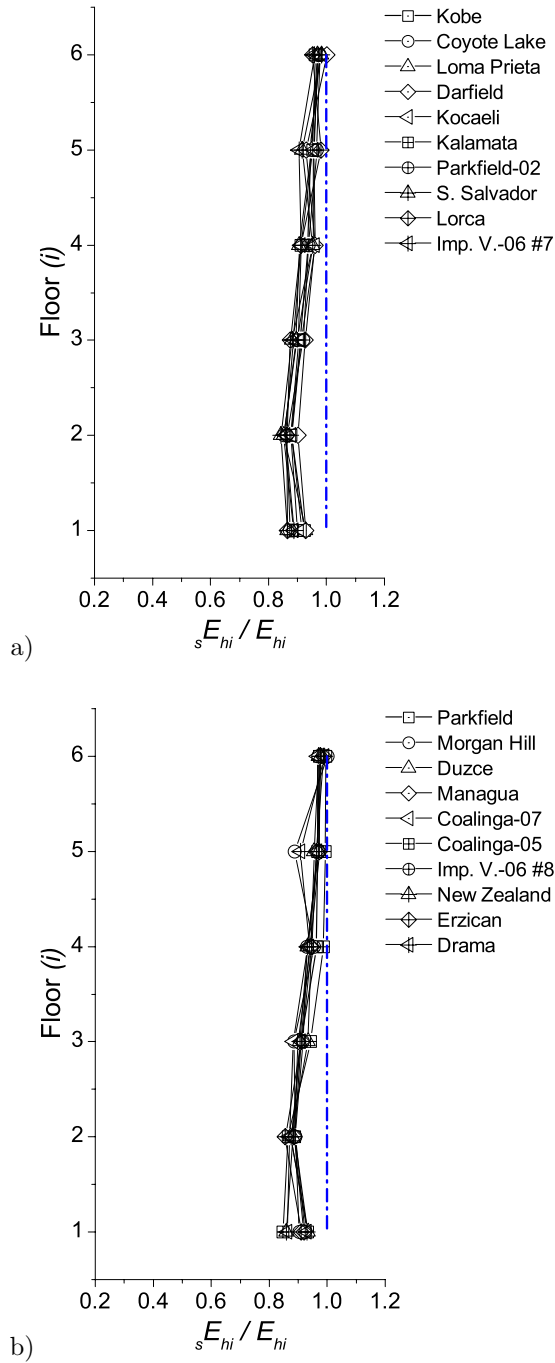 Kobe
Coyote Lake
Loma Prieta
Darfield
Kocaeli
Kalamata
Parkfield-02
S. Salvador
Lorca
Imp. V.-06 #7
6
5
4
3
2
1
Floor (i)
0.2 0.4 0.6 0.8 1.0 1.2
sEhi / Ehi
a)
Parkfield
Morgan Hill
Duzce
Managua
Coalinga-07
Coalinga-05
Imp. V.-06 #8
New Zealand
Erzican
Drama
6
5
4
3
2
1
Floor (i)
0.2 0.4 0.6 0.8 1.0 1.2
sEhi / Ehi
b)